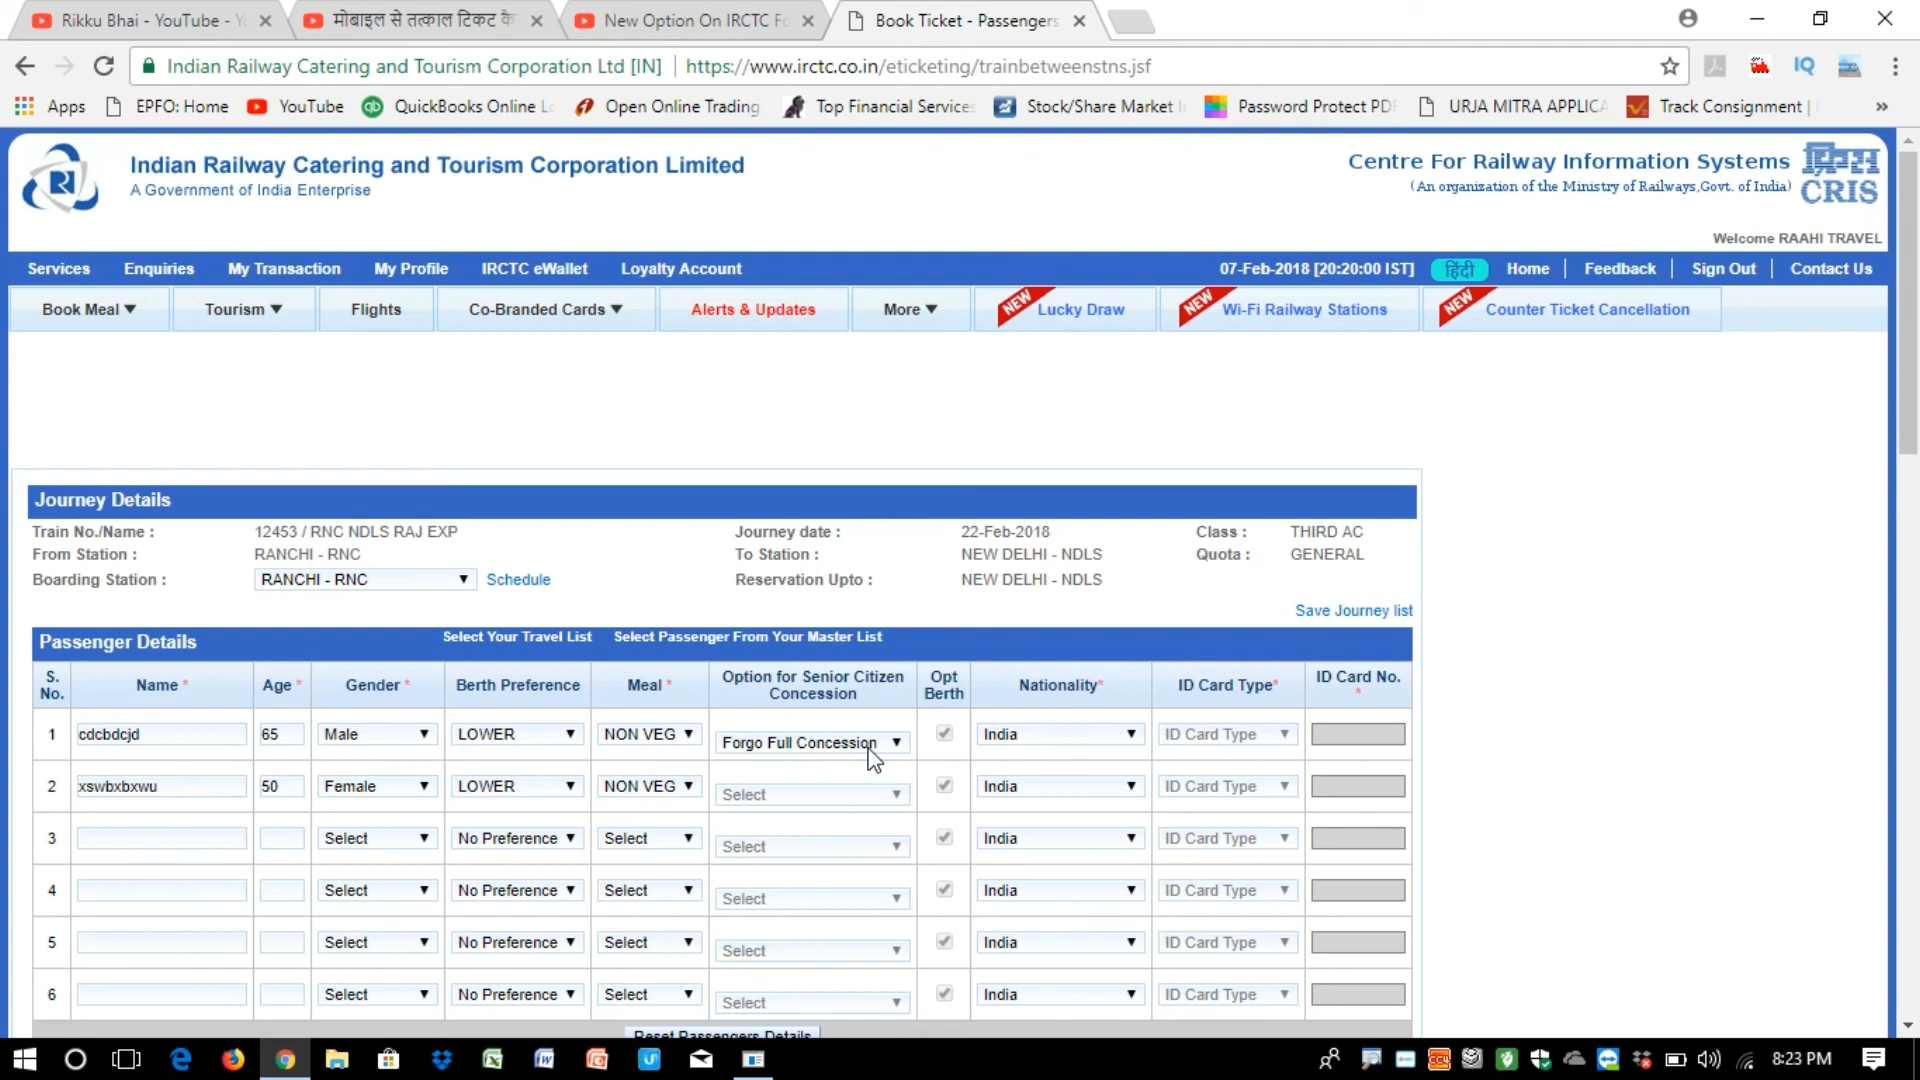 Rikku Bhai - YouTube - Y
मोबाइल से तत्काल टिकट कै
New Option On IRCTC Fo
Book Ticket - Passengers
Indian Railway Catering and Tourism Corporation Ltd [IN]
https://www.irctc.co.in/eticketing/trainbetweenstns.jsf
IQ
Apps
EPFO: Home
YouTube
QuickBooks Online Lo
Open Online Trading
Top Financial Services
Stock/Share Market I
Password Protect PDF
URJA MITRA APPLICA
Track Consignment |
»
Indian Railway Catering and Tourism Corporation Limited
A Government of India Enterprise
Centre For Railway Information Systems
(An organization of the Ministry of Railways,Govt. of India)
CRIS
Welcome RAAHI TRAVEL
Services Enquiries My Transaction My Profile IRCTC eWallet Loyalty Account
07-Feb-2018 [20:20:00 IST] हिंदी Home Feedback Sign Out Contact Us
Book Meal Tourism Flights Co-Branded Cards Alerts & Updates More NEW Lucky Draw NEW Wi-Fi Railway Stations NEW Counter Ticket Cancellation
Journey Details
Train No./Name : 12453 / RNC NDLS RAJ EXP Journey date : 22-Feb-2018 Class : THIRD AC
From Station : RANCHI - RNC To Station : NEW DELHI - NDLS Quota : GENERAL
Boarding Station : RANCHI - RNC Schedule Reservation Upto : NEW DELHI - NDLS
Save Journey list
Passenger Details Select Your Travel List Select Passenger From Your Master List
S. No. Name * Age * Gender * Berth Preference Meal * Option for Senior Citizen Concession Opt Berth Nationality* ID Card Type* ID Card No. *
1 cdcbdcjd 65 Male LOWER NON VEG Forgo Full Concession India ID Card Type
2 xswbxbxwu 50 Female LOWER NON VEG Select India ID Card Type
3 Select No Preference Select Select India ID Card Type
4 Select No Preference Select Select India ID Card Type
5 Select No Preference Select Select India ID Card Type
6 Select No Preference Select Select India ID Card Type
Reset Passengers Details
8:23 PM